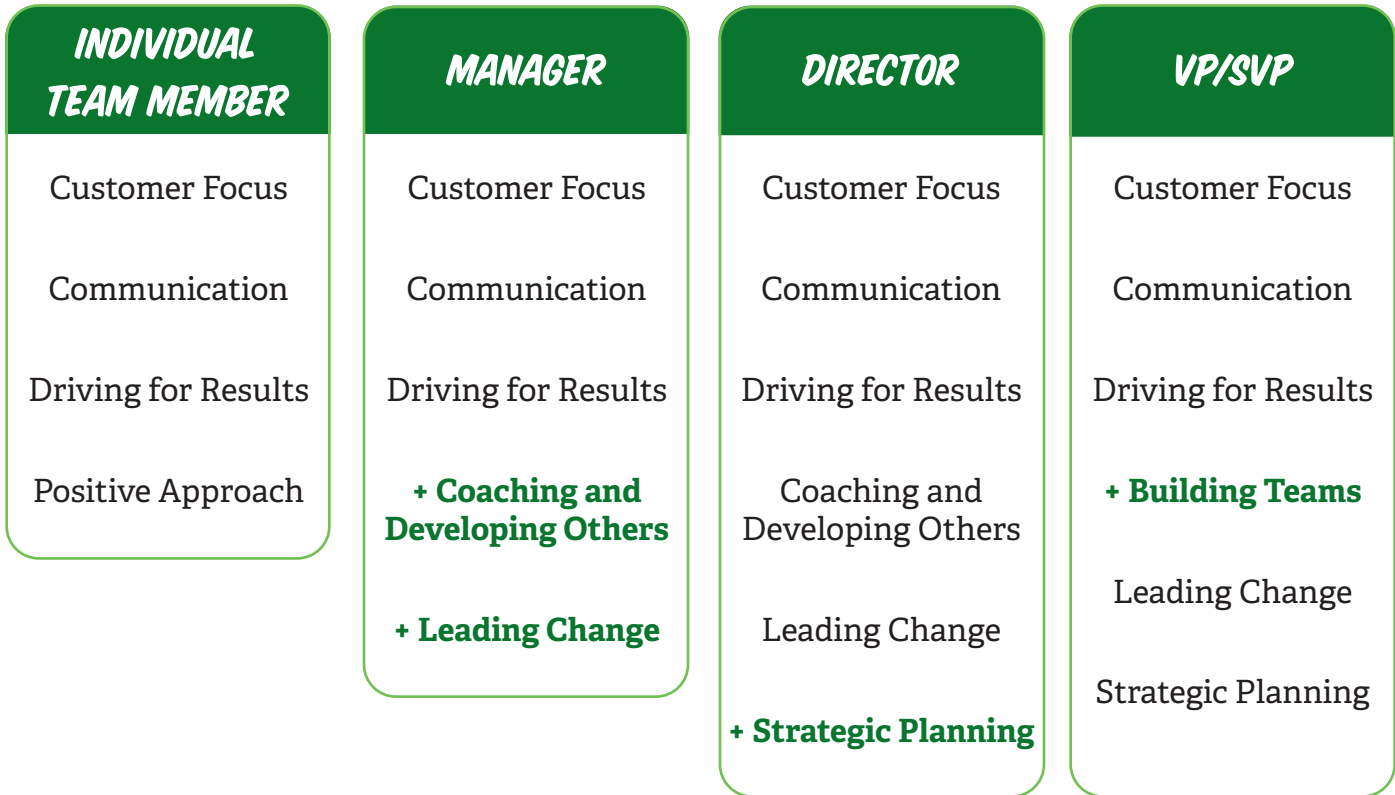 INDIVIDUAL
TEAM MEMBER
Customer Focus
Communication
Driving for Results
Positive Approach
MANAGER
Customer Focus
Communication
Driving for Results
+ Coaching and
Developing Others
+ Leading Change
DIRECTOR
Customer Focus
Communication
Driving for Results
Coaching and
Developing Others
Leading Change
+ Strategic Planning
VP/SVP
Customer Focus
Communication
Driving for Results
+ Building Teams
Leading Change
Strategic Planning